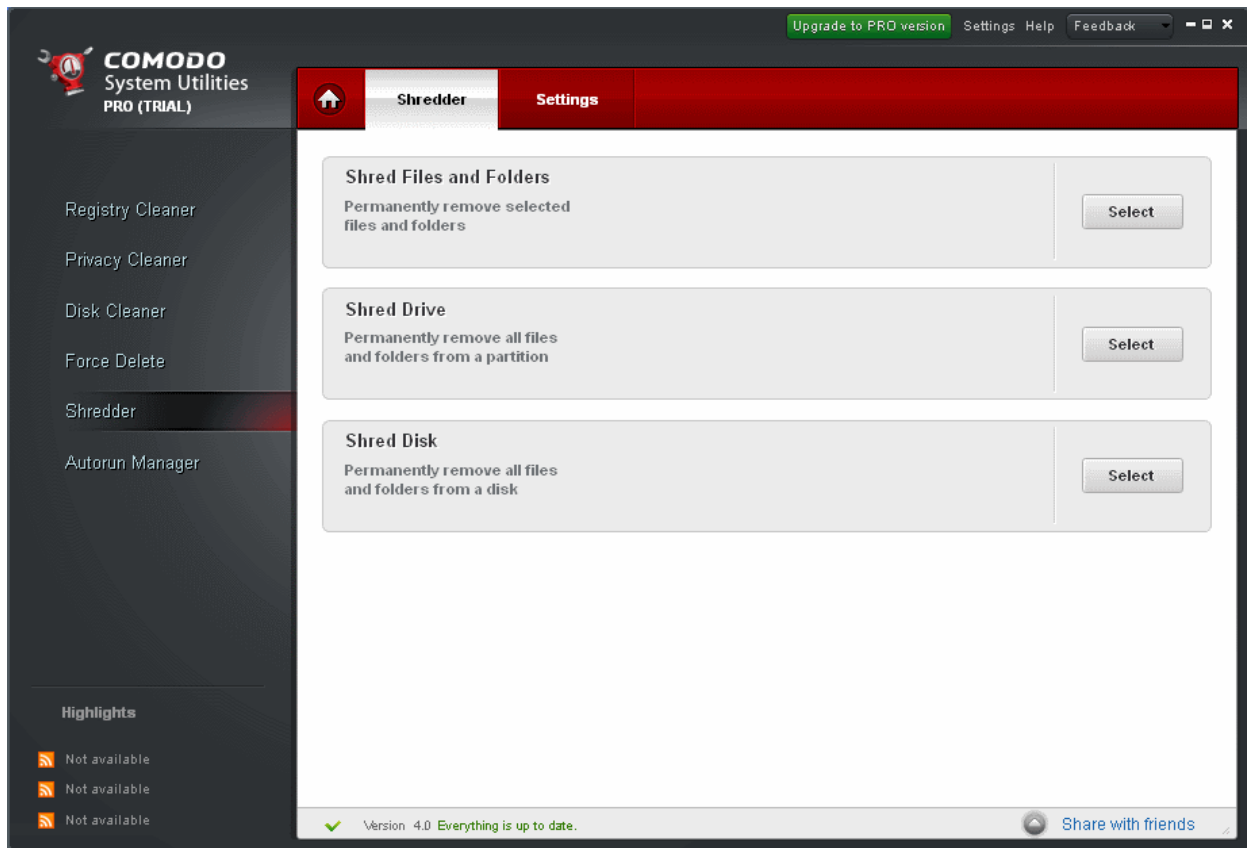 Upgrade to PRO version Settings Help Feedback
COMODO
System Utilities
PRO (TRIAL)
Shredder Settings
Registry Cleaner
Privacy Cleaner
Disk Cleaner
Force Delete
Shredder
Autorun Manager
Highlights
Not available
Not available
Not available
Shred Files and Folders
Permanently remove selected
files and folders
Select
Shred Drive
Permanently remove all files
and folders from a partition
Select
Shred Disk
Permanently remove all files
and folders from a disk
Select
Version 4.0 Everything is up to date.
Share with friends